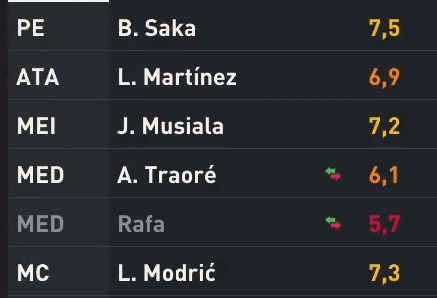 PE B. Saka 7,5
ATA L. Martínez 6,9
MEI J. Musiala 7,2
MED A. Traoré 6,1
MED Rafa 5,7
MC L. Modrić 7,3